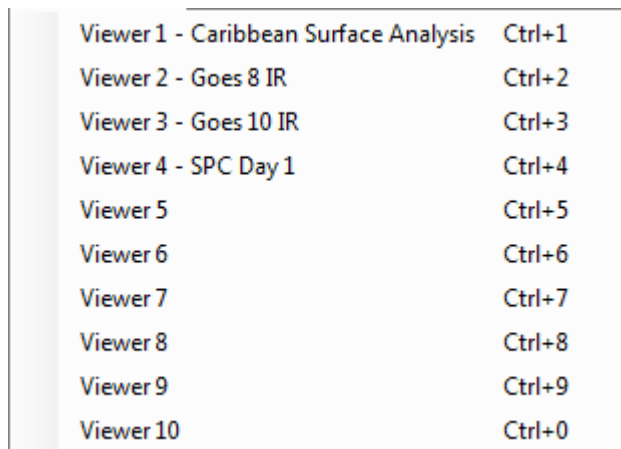 Viewer 1 - Caribbean Surface Analysis Ctrl+1
Viewer 2 - Goes 8 IR Ctrl+2
Viewer 3 - Goes 10 IR Ctrl+3
Viewer 4 - SPC Day 1 Ctrl+4
Viewer 5 Ctrl+5
Viewer 6 Ctrl+6
Viewer 7 Ctrl+7
Viewer 8 Ctrl+8
Viewer 9 Ctrl+9
Viewer 10 Ctrl+0